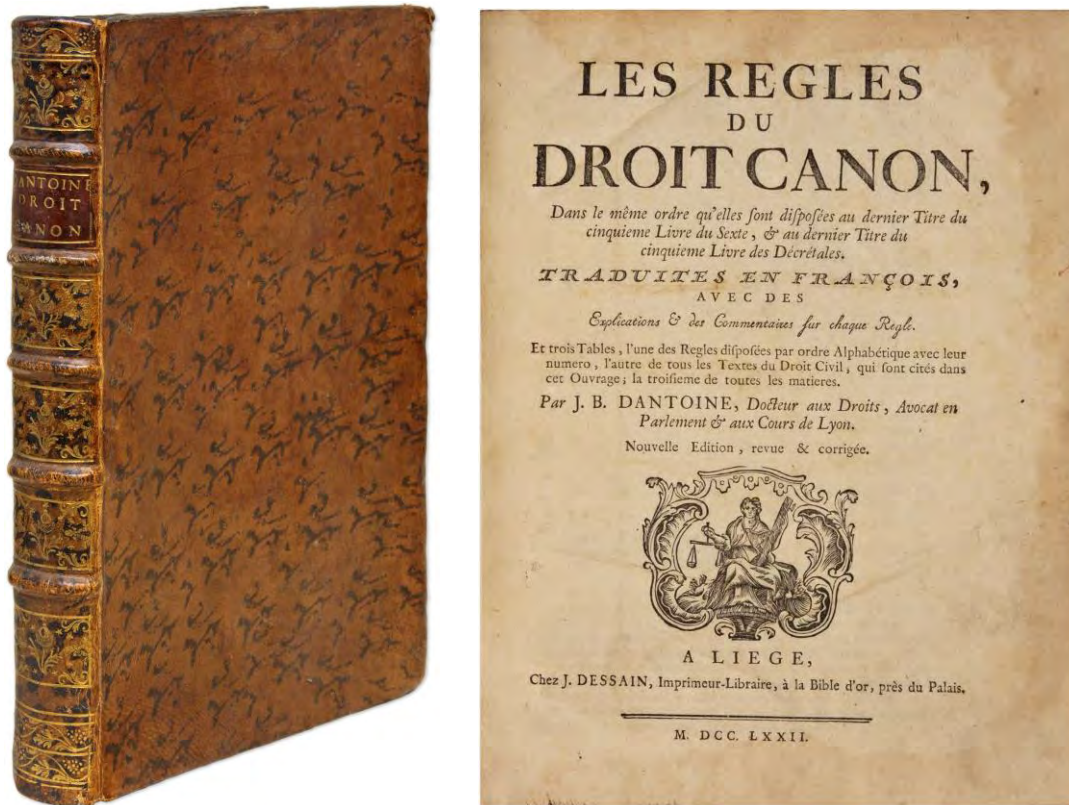 DANTOINE
DROIT
CANON
LES REGLES
DU
DROIT CANON,
Dans le même ordre qu'elles ſont diſpoſées au dernier Titre du
cinquieme Livre du Sexte, & au dernier Titre du
cinquieme Livre des Décrétales.
TRADUITES EN FRANÇOIS,
AVEC DES
Explications & des Commentaires ſur chaque Regle.
Et trois Tables, l'une des Regles diſpoſées par ordre Alphabétique avec leur
numero, l'autre de tous les Textes du Droit Civil, qui ſont cités dans
cet Ouvrage; la troiſieme de toutes les matieres.
Par J. B. DANTOINE, Docteur aux Droits, Avocat en
Parlement & aux Cours de Lyon.
Nouvelle Edition, revue & corrigée.
A LIEGE,
Chez J. DESSAIN, Imprimeur-Libraire, à la Bible d'or, près du Palais.
M. DCC. LXXII.